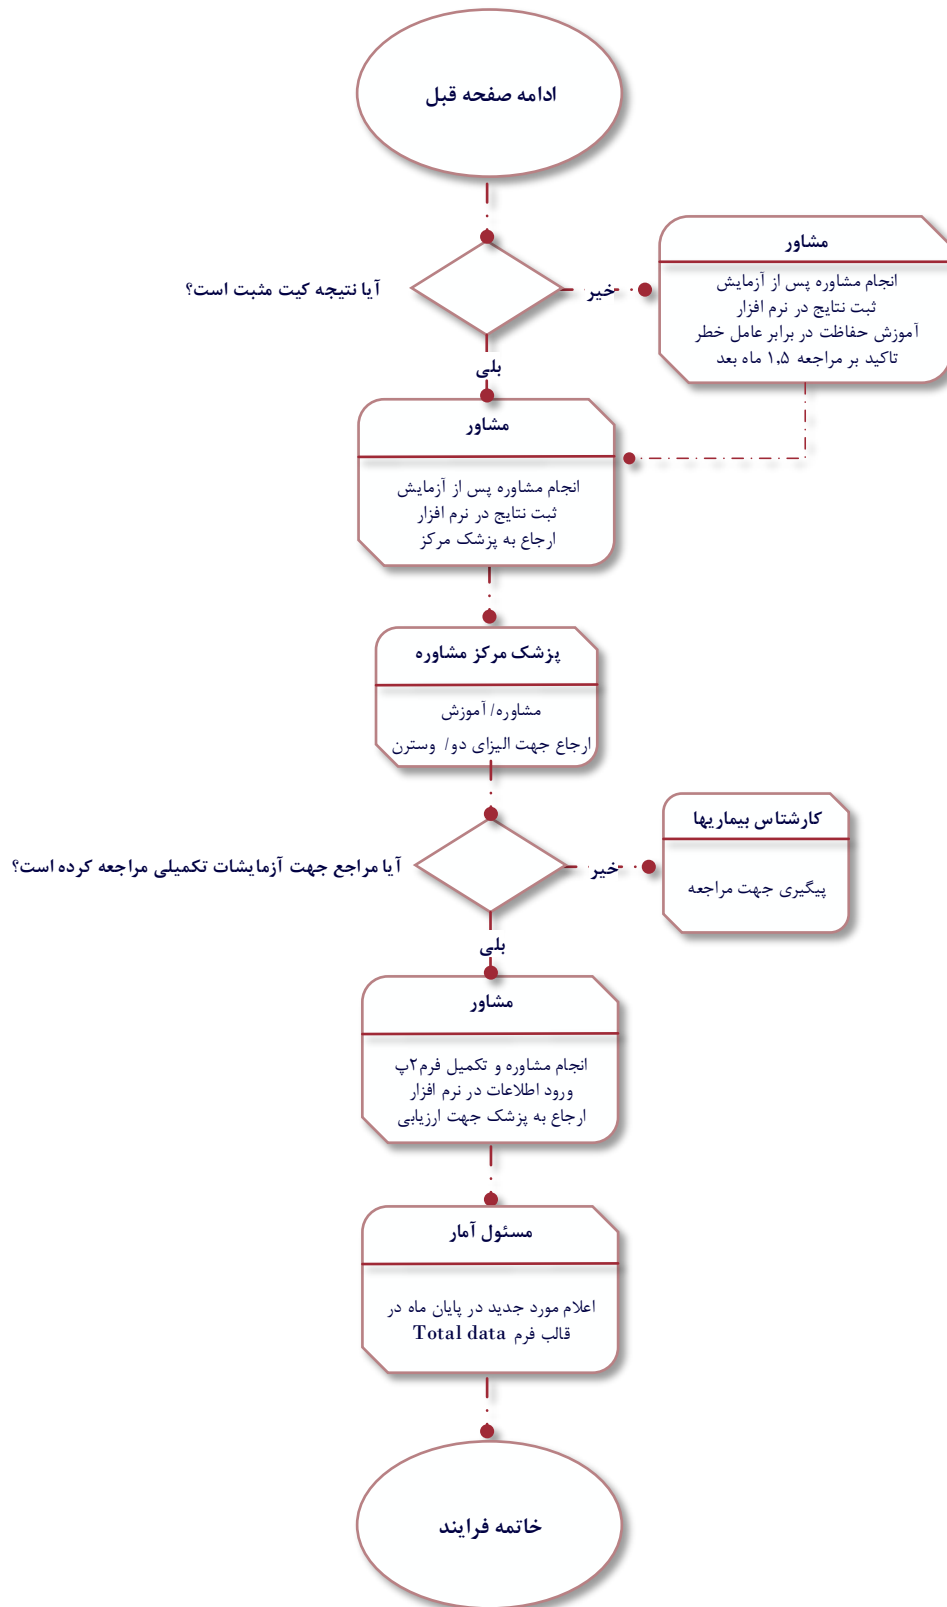 ادامه صفحه قبل
آیا نتیجه کیت مثبت است؟
خیر
مشاور
انجام مشاوره پس از آزمایش
ثبت نتایج در نرم افزار
آموزش حفاظت در برابر عامل خطر
تاکید بر مراجعه ۱,۵ ماه بعد
بلی
مشاور
انجام مشاوره پس از آزمایش
ثبت نتایج در نرم افزار
ارجاع به پزشک مرکز
پزشک مرکز مشاوره
مشاوره/ آموزش
ارجاع جهت الیزای دو/ وسترن
آیا مراجع جهت آزمایشات تکمیلی مراجعه کرده است؟
خیر
کارشناس بیماریها
پیگیری جهت مراجعه
بلی
مشاور
انجام مشاوره و تکمیل فرم۲پ
ورود اطلاعات در نرم افزار
ارجاع به پزشک جهت ارزیابی
مسئول آمار
اعلام مورد جدید در پایان ماه در
قالب فرم Total data
خاتمه فرایند